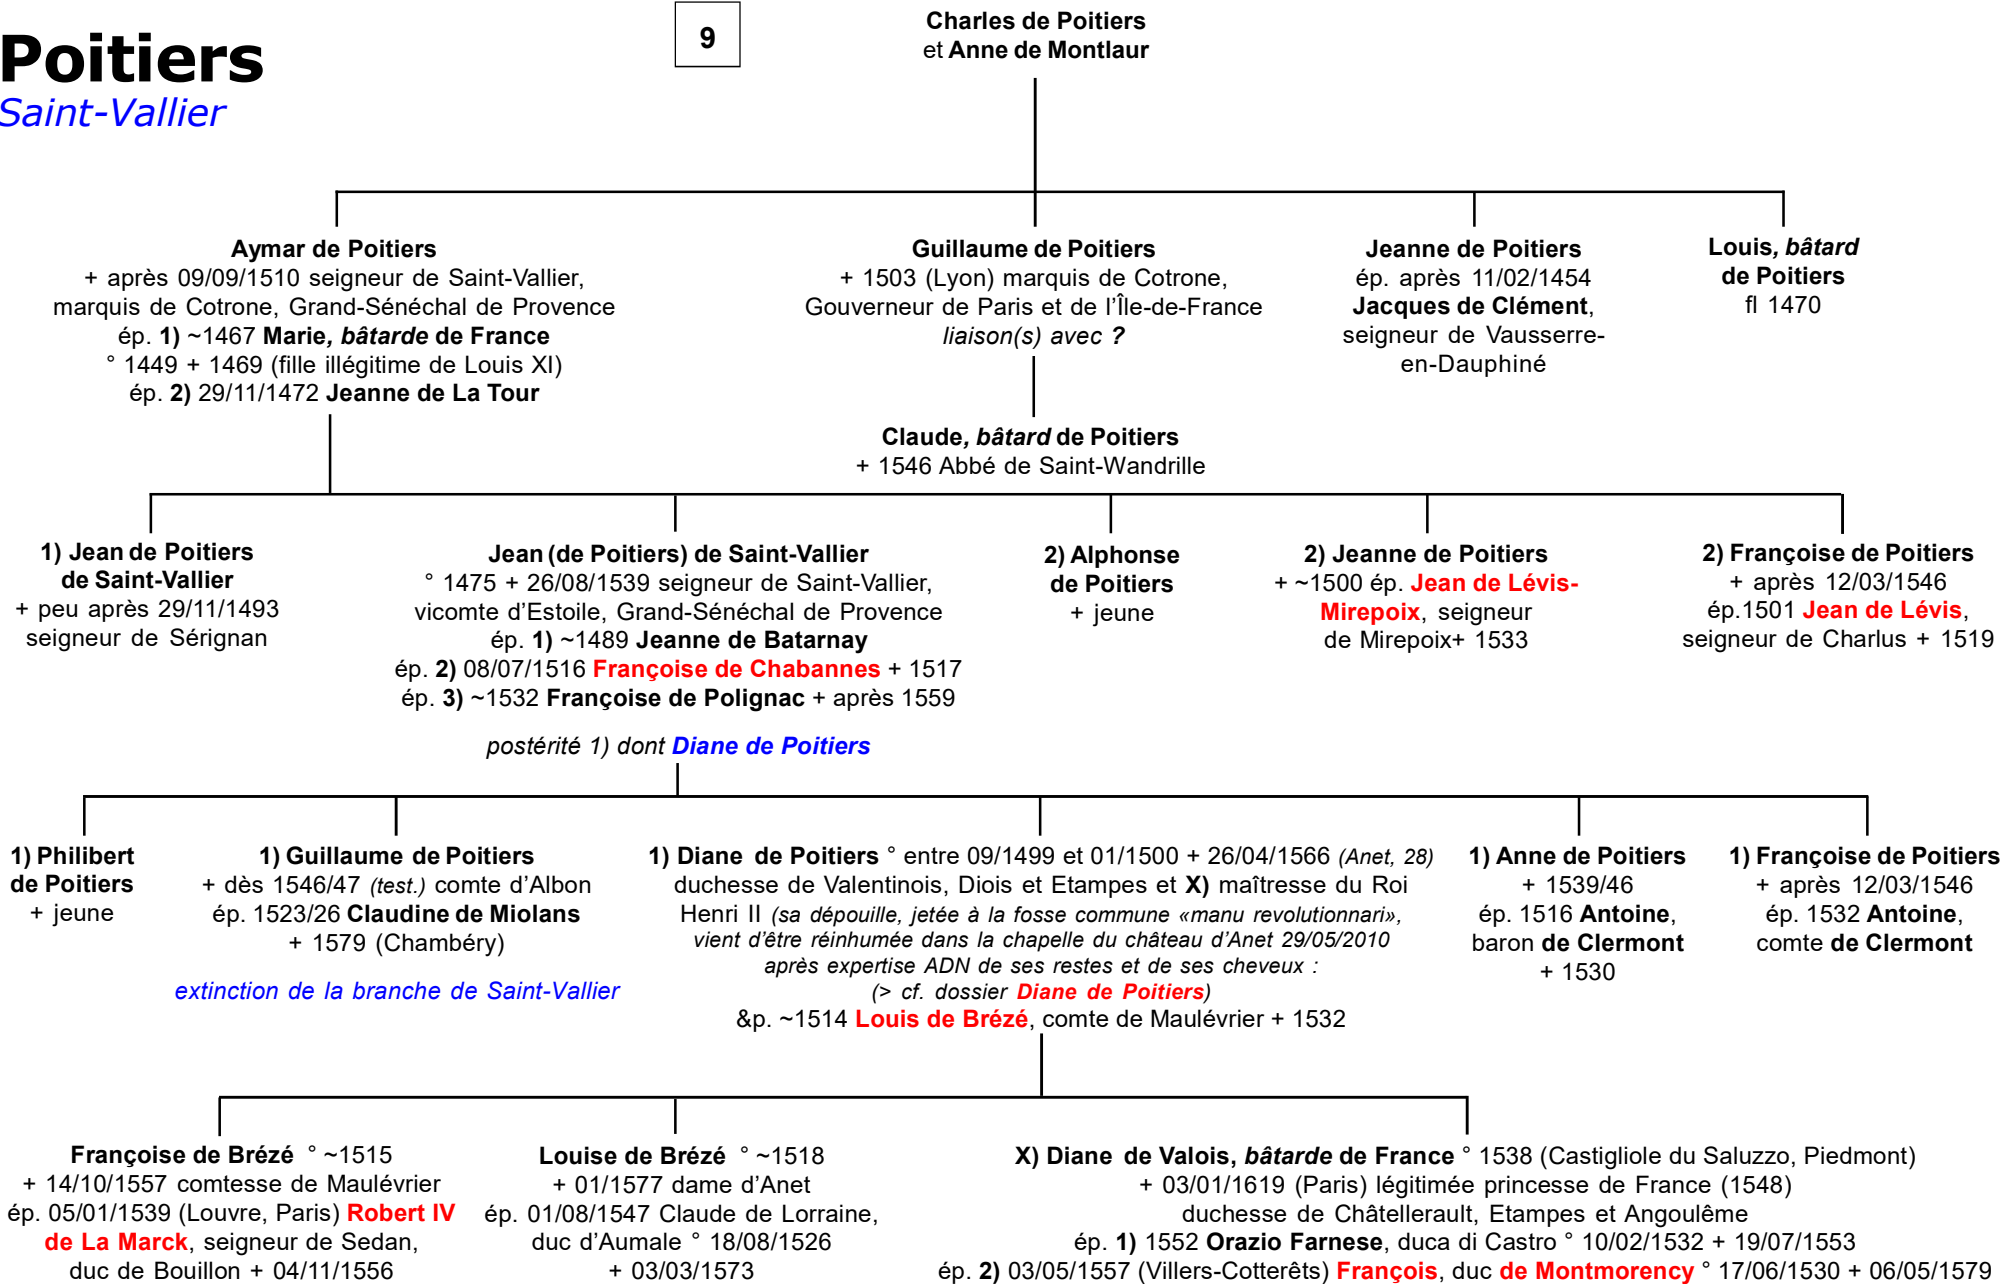 Poitiers
Saint-Vallier
9
Charles de Poitiers
et Anne de Montlaur
Aymar de Poitiers
+ après 09/09/1510 seigneur de Saint-Vallier,
marquis de Cotrone, Grand-Sénéchal de Provence
ép. 1) ~1467 Marie, bâtarde de France
° 1449 + 1469 (fille illégitime de Louis XI)
ép. 2) 29/11/1472 Jeanne de La Tour
Guillaume de Poitiers
+ 1503 (Lyon) marquis de Cotrone,
Gouverneur de Paris et de l'Île-de-France
liaison(s) avec ?
Jeanne de Poitiers
ép. après 11/02/1454
Jacques de Clément,
seigneur de Vausserre-
en-Dauphiné
Louis, bâtard
de Poitiers
fl 1470
Claude, bâtard de Poitiers
+ 1546 Abbé de Saint-Wandrille
1) Jean de Poitiers
de Saint-Vallier
+ peu après 29/11/1493
seigneur de Sérignan
Jean (de Poitiers) de Saint-Vallier
° 1475 + 26/08/1539 seigneur de Saint-Vallier,
vicomte d'Estoile, Grand-Sénéchal de Provence
ép. 1) ~1489 Jeanne de Batarnay
ép. 2) 08/07/1516 Françoise de Chabannes + 1517
ép. 3) ~1532 Françoise de Polignac + après 1559
postérité 1) dont Diane de Poitiers
2) Alphonse
de Poitiers
+ jeune
2) Jeanne de Poitiers
+ ~1500 ép. Jean de Lévis-
Mirepoix, seigneur
de Mirepoix+ 1533
2) Françoise de Poitiers
+ après 12/03/1546
ép.1501 Jean de Lévis,
seigneur de Charlus + 1519
1) Philibert
de Poitiers
+ jeune
1) Guillaume de Poitiers
+ dès 1546/47 (test.) comte d'Albon
ép. 1523/26 Claudine de Miolans
+ 1579 (Chambéry)
extinction de la branche de Saint-Vallier
1) Diane de Poitiers ° entre 09/1499 et 01/1500 + 26/04/1566 (Anet, 28)
duchesse de Valentinois, Diois et Etampes et X) maîtresse du Roi
Henri II (sa dépouille, jetée à la fosse commune «manu revolutionnari»,
vient d'être réinhumée dans la chapelle du château d'Anet 29/05/2010
après expertise ADN de ses restes et de ses cheveux :
(> cf. dossier Diane de Poitiers)
&p. ~1514 Louis de Brézé, comte de Maulévrier + 1532
1) Anne de Poitiers
+ 1539/46
ép. 1516 Antoine,
baron de Clermont
+ 1530
1) Françoise de Poitiers
+ après 12/03/1546
ép. 1532 Antoine,
comte de Clermont
Françoise de Brézé ° ~1515
+ 14/10/1557 comtesse de Maulévrier
ép. 05/01/1539 (Louvre, Paris) Robert IV
de La Marck, seigneur de Sedan,
duc de Bouillon + 04/11/1556
Louise de Brézé ° ~1518
+ 01/1577 dame d'Anet
ép. 01/08/1547 Claude de Lorraine,
duc d'Aumale ° 18/08/1526
+ 03/03/1573
X) Diane de Valois, bâtarde de France ° 1538 (Castigliole du Saluzzo, Piedmont)
+ 03/01/1619 (Paris) légitimée princesse de France (1548)
duchesse de Châtellerault, Etampes et Angoulême
ép. 1) 1552 Orazio Farnese, duca di Castro ° 10/02/1532 + 19/07/1553
ép. 2) 03/05/1557 (Villers-Cotterêts) François, duc de Montmorency ° 17/06/1530 + 06/05/1579